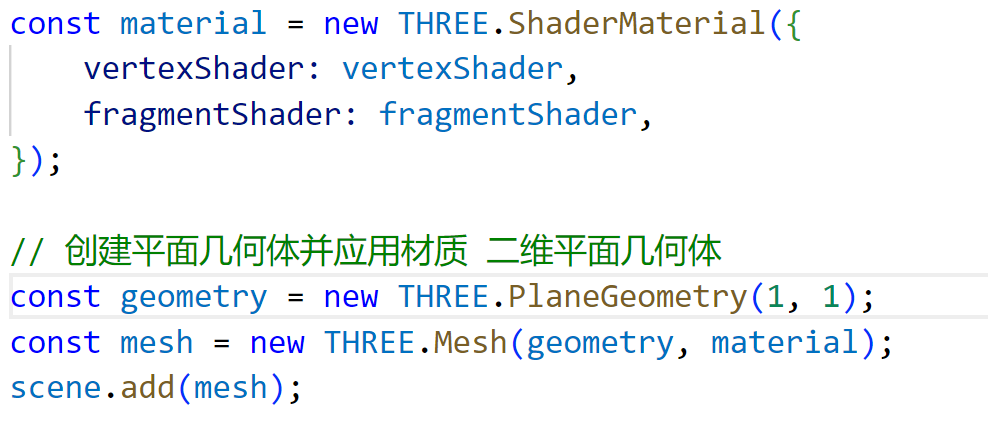 const material = new THREE.ShaderMaterial({
    vertexShader: vertexShader,
    fragmentShader: fragmentShader,
});
// 创建平面几何体并应用材质 二维平面几何体
const geometry = new THREE.PlaneGeometry(1, 1);
const mesh = new THREE.Mesh(geometry, material);
scene.add(mesh);